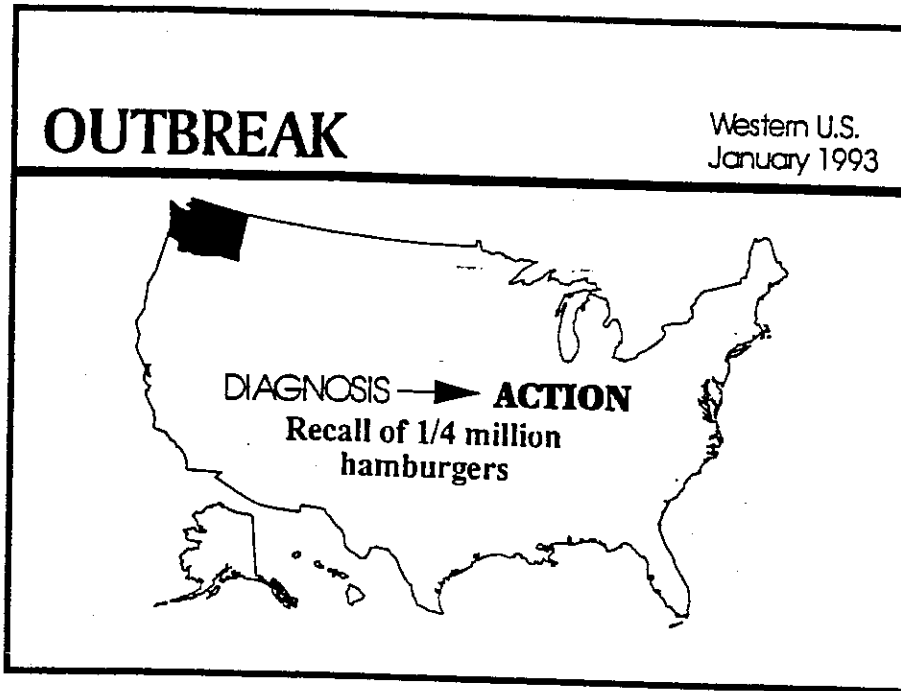 OUTBREAK
Western U.S.
January 1993
DIAGNOSIS → ACTION
Recall of 1/4 million
hamburgers